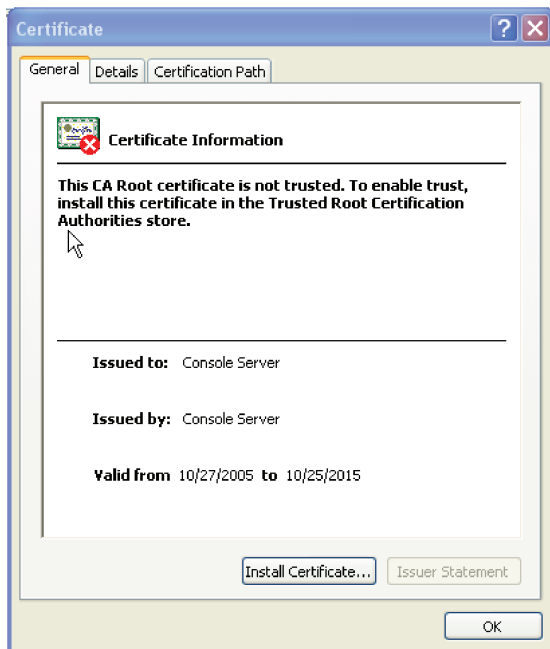 Certificate
General Details Certification Path
Certificate Information
This CA Root certificate is not trusted. To enable trust,
install this certificate in the Trusted Root Certification
Authorities store.
Issued to: Console Server
Issued by: Console Server
Valid from 10/27/2005 to 10/25/2015
Install Certificate... Issuer Statement
OK